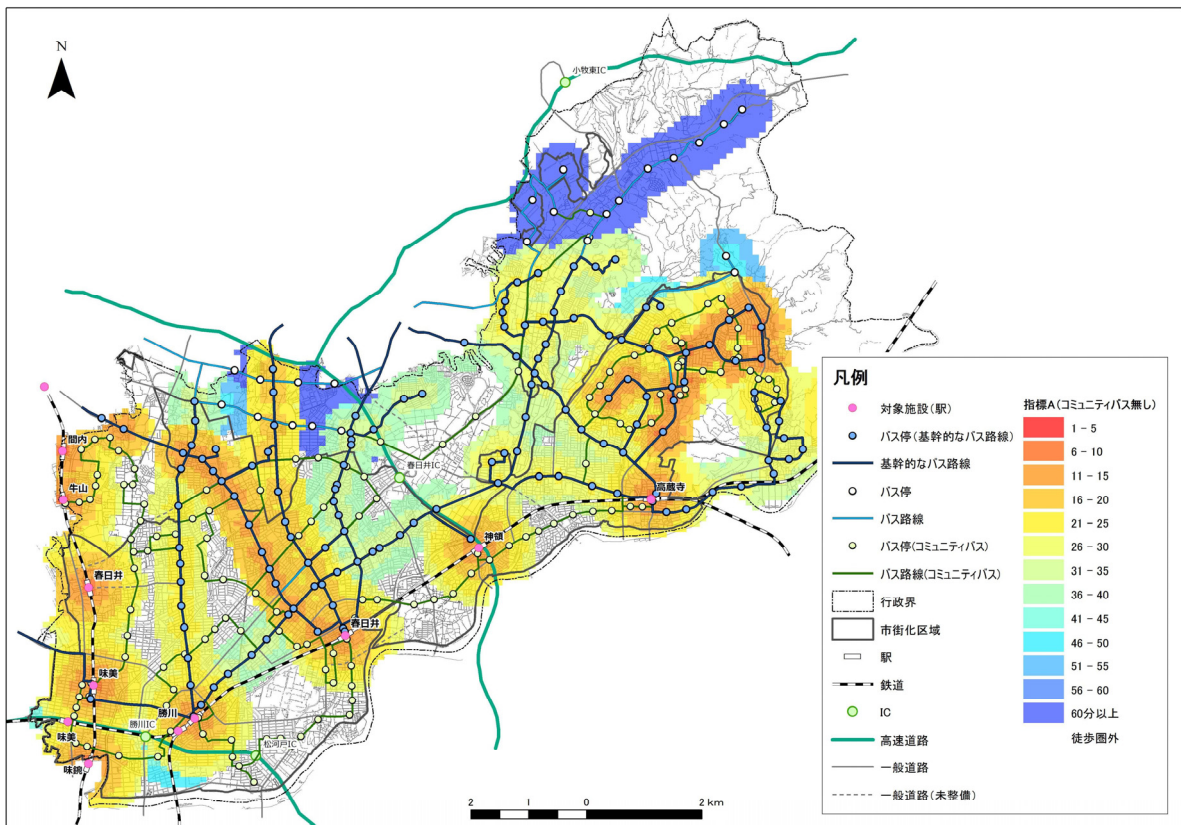 N
小牧東IC
間内
牛山
春日井IC
高蔵寺
神領
春日井
春日井
味美
勝川
勝川IC
味美
松河戸IC
味鋺
2 1 0 2 km
凡例
対象施設(駅)
バス停(基幹的なバス路線)
基幹的なバス路線
バス停
バス路線
バス停(コミュニティバス)
バス路線(コミュニティバス)
行政界
市街化区域
駅
鉄道
IC
高速道路
一般道路
一般道路(未整備)
指標A(コミュニティバス無し)
1 - 5
6 - 10
11 - 15
16 - 20
21 - 25
26 - 30
31 - 35
36 - 40
41 - 45
46 - 50
51 - 55
56 - 60
60分以上
徒歩圏外